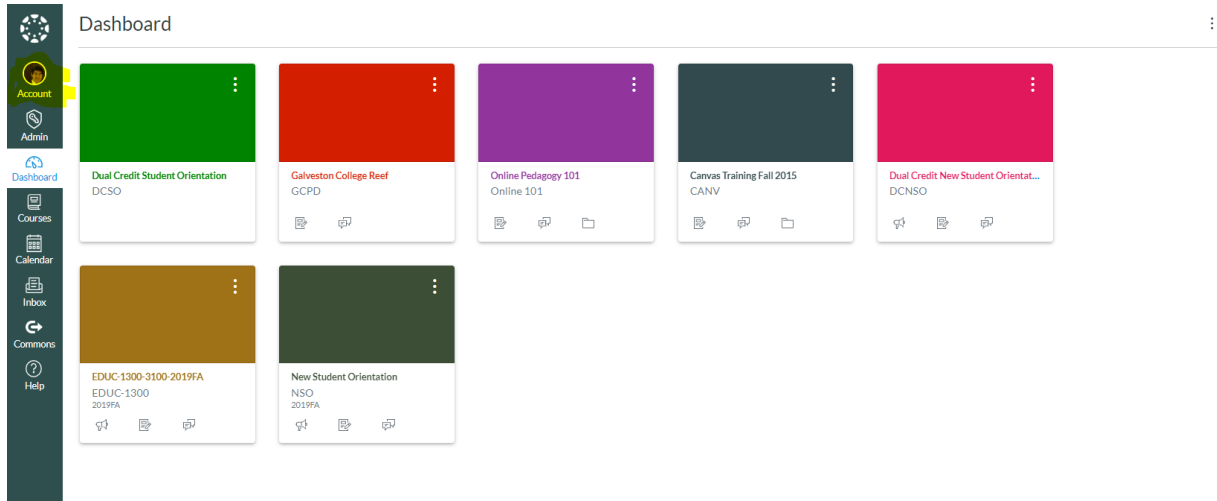 Dashboard
Account
Admin
Dashboard
Courses
Calendar
Inbox
Commons
Help
Dual Credit Student Orientation
DCSO
Galveston College Reef
GCPD
Online Pedagogy 101
Online 101
Canvas Training Fall 2015
CANV
Dual Credit New Student Orientat...
DCNSO
EDUC-1300-3100-2019FA
EDUC-1300
2019FA
New Student Orientation
NSO
2019FA